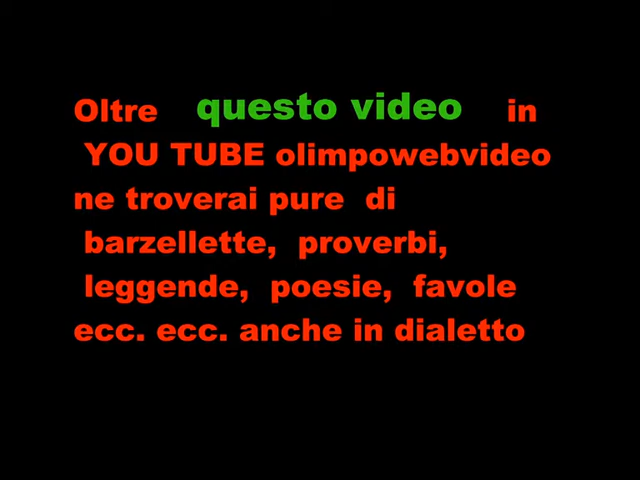 Oltre questo video in
YOU TUBE olimpowebvideo
ne troverai pure di
barzellette, proverbi,
leggende, poesie, favole
ecc. ecc. anche in dialetto